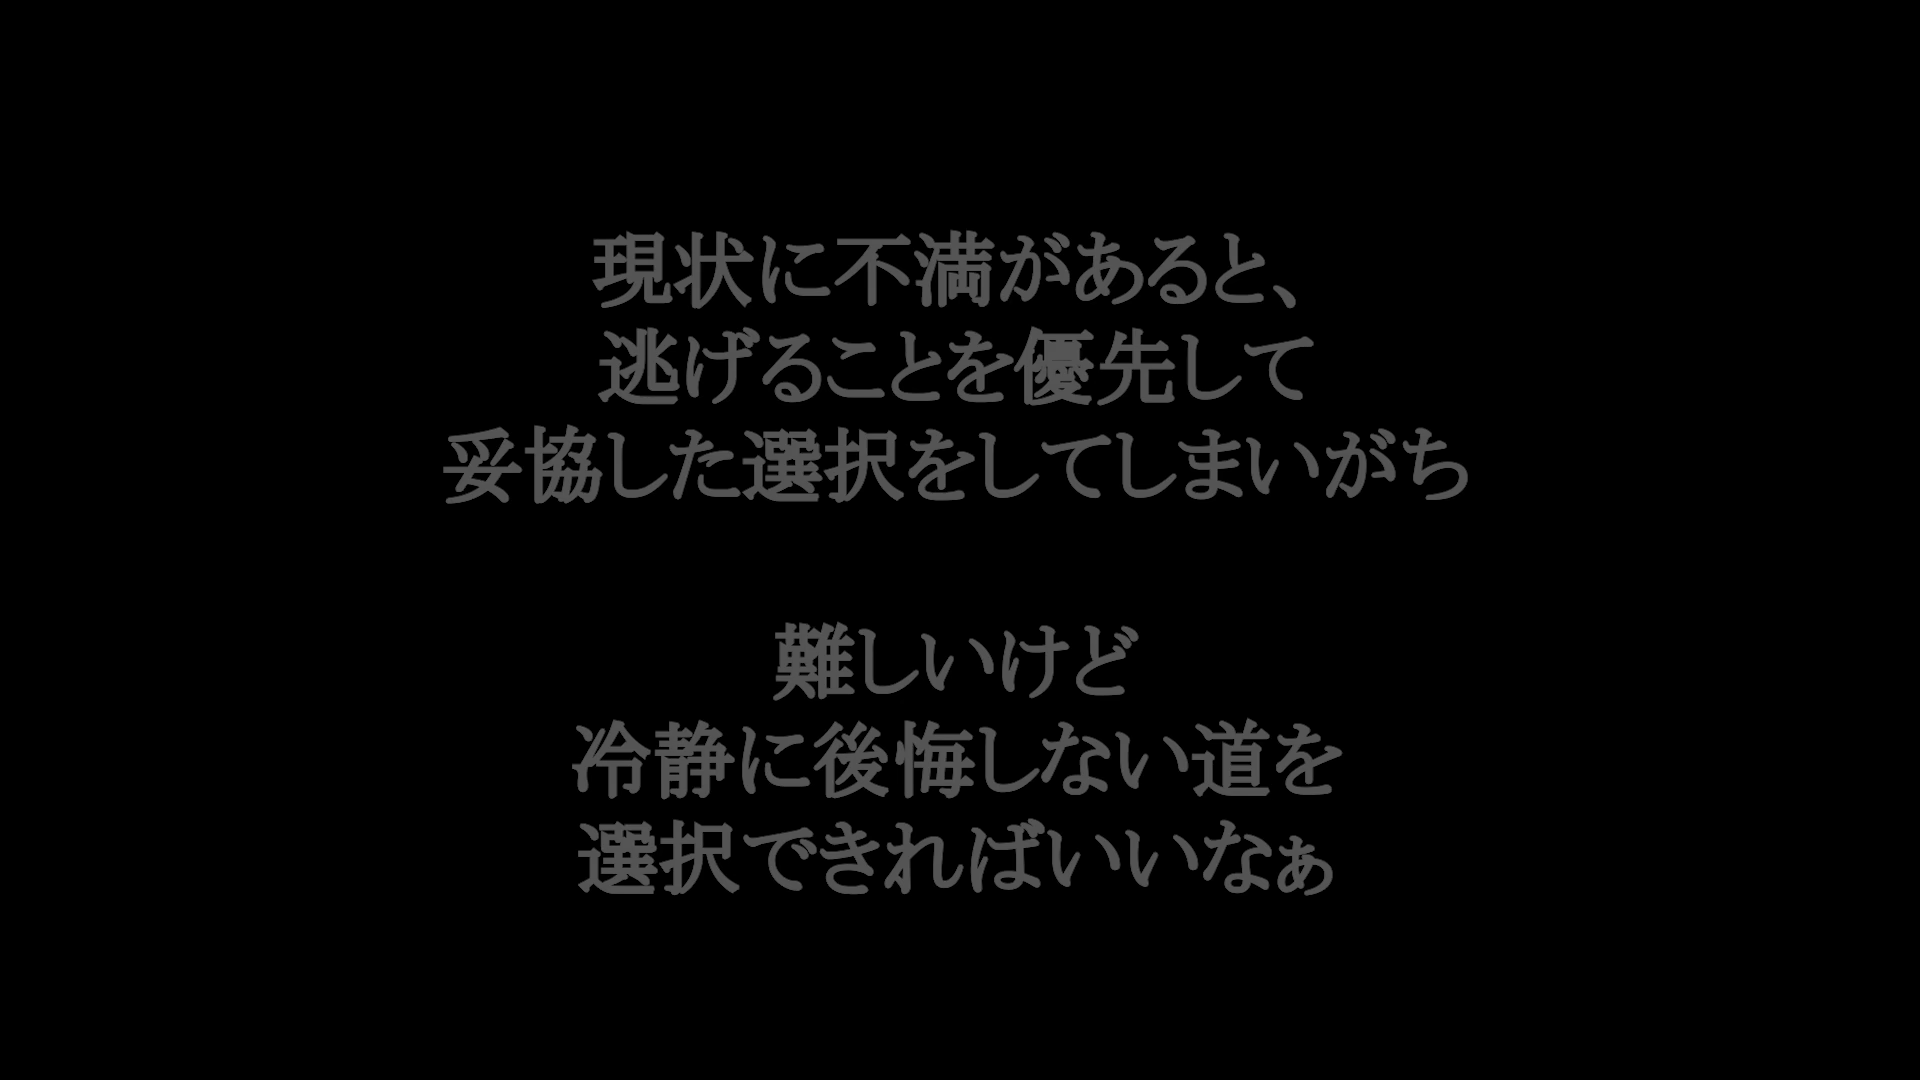 現状に不満があると、
逃げることを優先して
妥協した選択をしてしまいがち
難しいけど
冷静に後悔しない道を
選択できればいいなぁ